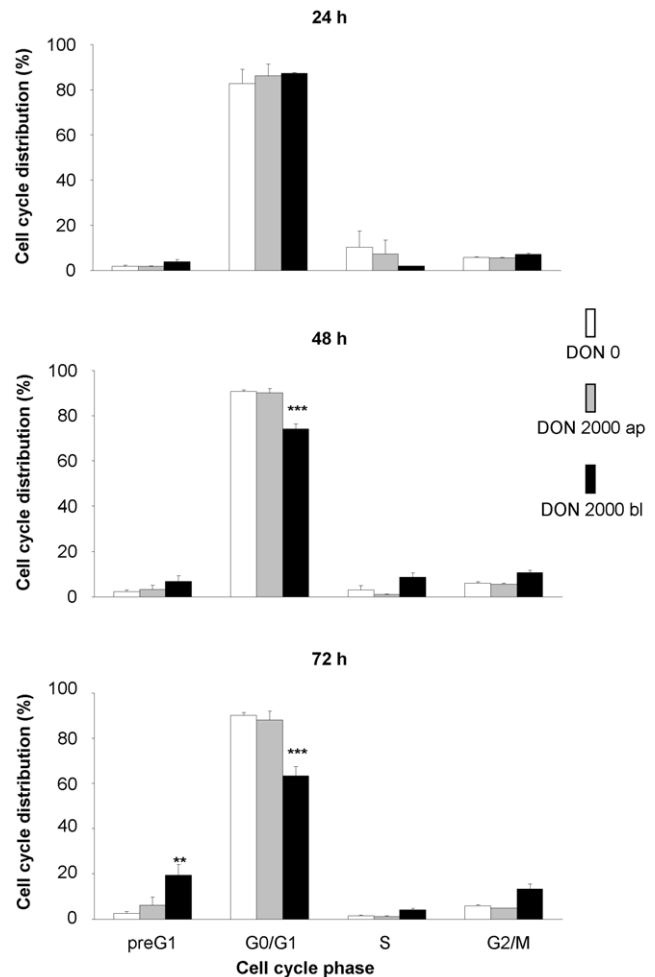 24 h
Cell cycle distribution (%)
100
80
60
40
20
0
48 h
Cell cycle distribution (%)
100
80
60
40
20
0
***
DON 0
DON 2000 ap
DON 2000 bl
72 h
Cell cycle distribution (%)
100
80
60
40
20
0
**
***
preG1 G0/G1 S G2/M
Cell cycle phase